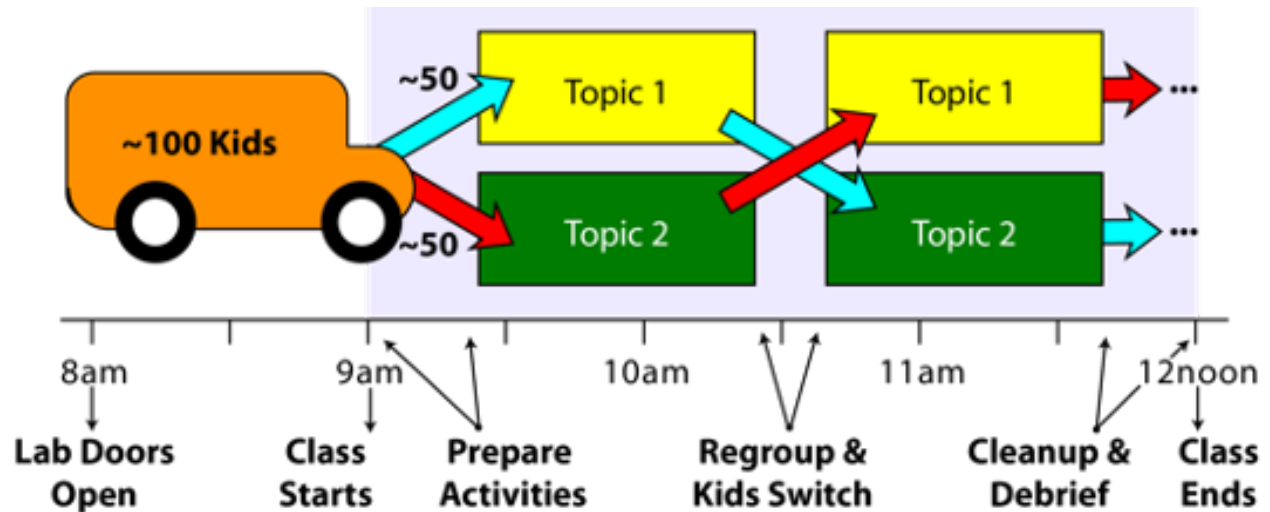 ~50
Topic 1
Topic 1
...
~100 Kids
~50
Topic 2
Topic 2
...
8am
9am
10am
11am
12noon
Lab Doors
Open
Class
Starts
Prepare
Activities
Regroup &
Kids Switch
Cleanup &
Debrief
Class
Ends